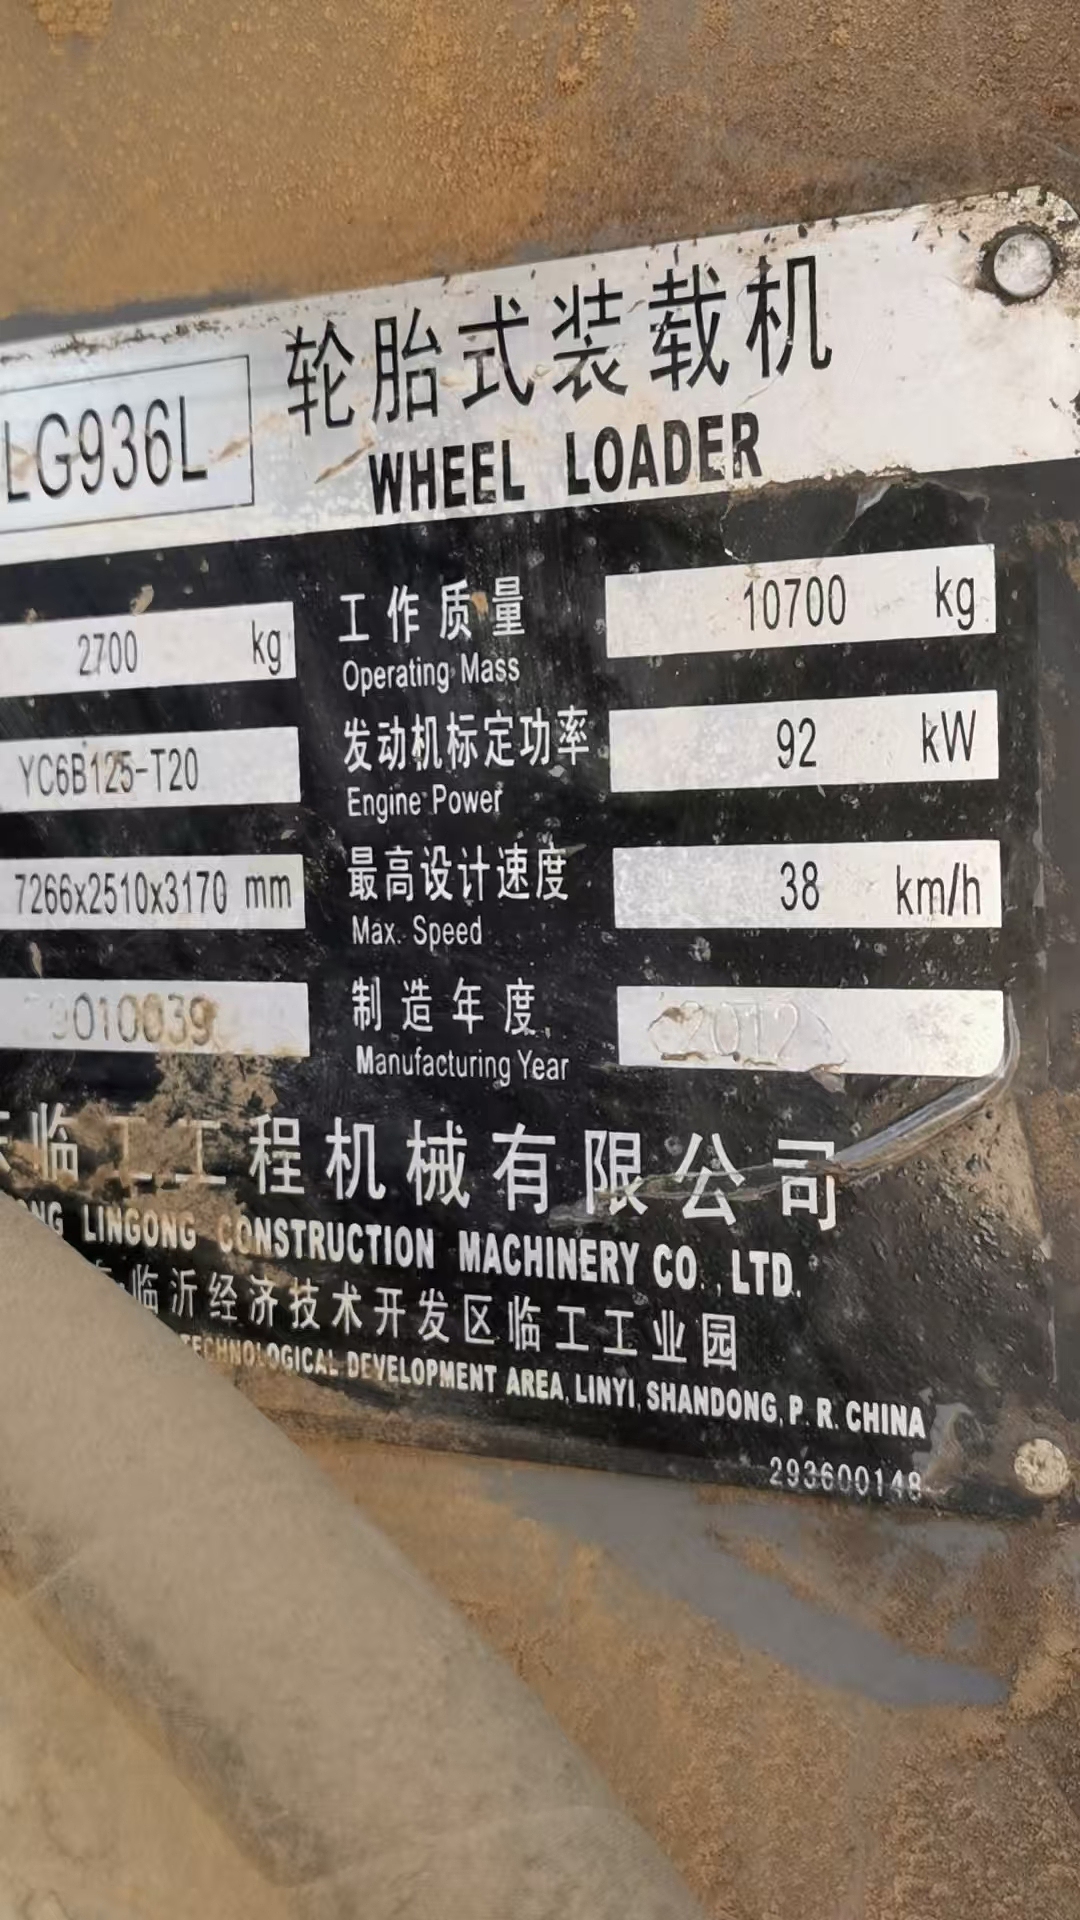 LG936L
轮胎式装载机
WHEEL LOADER
2700 kg
工作质量
Operating Mass
10700 kg
YC6B125-T20
发动机标定功率
Engine Power
92 kW
7266x2510x3170 mm
最高设计速度
Max. Speed
38 km/h
9010039
制造年度
Manufacturing Year
2012
临工工程机械有限公司
LINGONG CONSTRUCTION MACHINERY CO., LTD.
临沂经济技术开发区临工工业园
TECHNOLOGICAL DEVELOPMENT AREA, LINYI, SHANDONG, P. R. CHINA
293600148